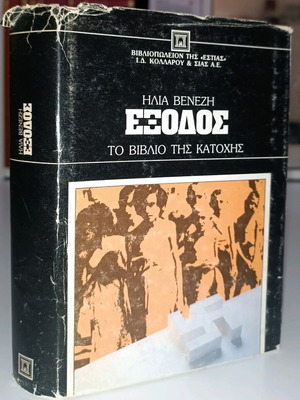 ΒΙΒΛΙΟΠΩΛΕΙΟΝ ΤΗΣ «ΕΣΤΙΑΣ»
Ι.Δ. ΚΟΛΛΑΡΟΥ & ΣΙΑΣ Α.Ε.
ΗΛΙΑ ΒΕΝΕΖΗ
ΕΞΟΔΟΣ
ΤΟ ΒΙΒΛΙΟ ΤΗΣ ΚΑΤΟΧΗΣ
ΗΛΙΑ ΒΕΝΕΖΗ
ΕΞΟΔΟΣ